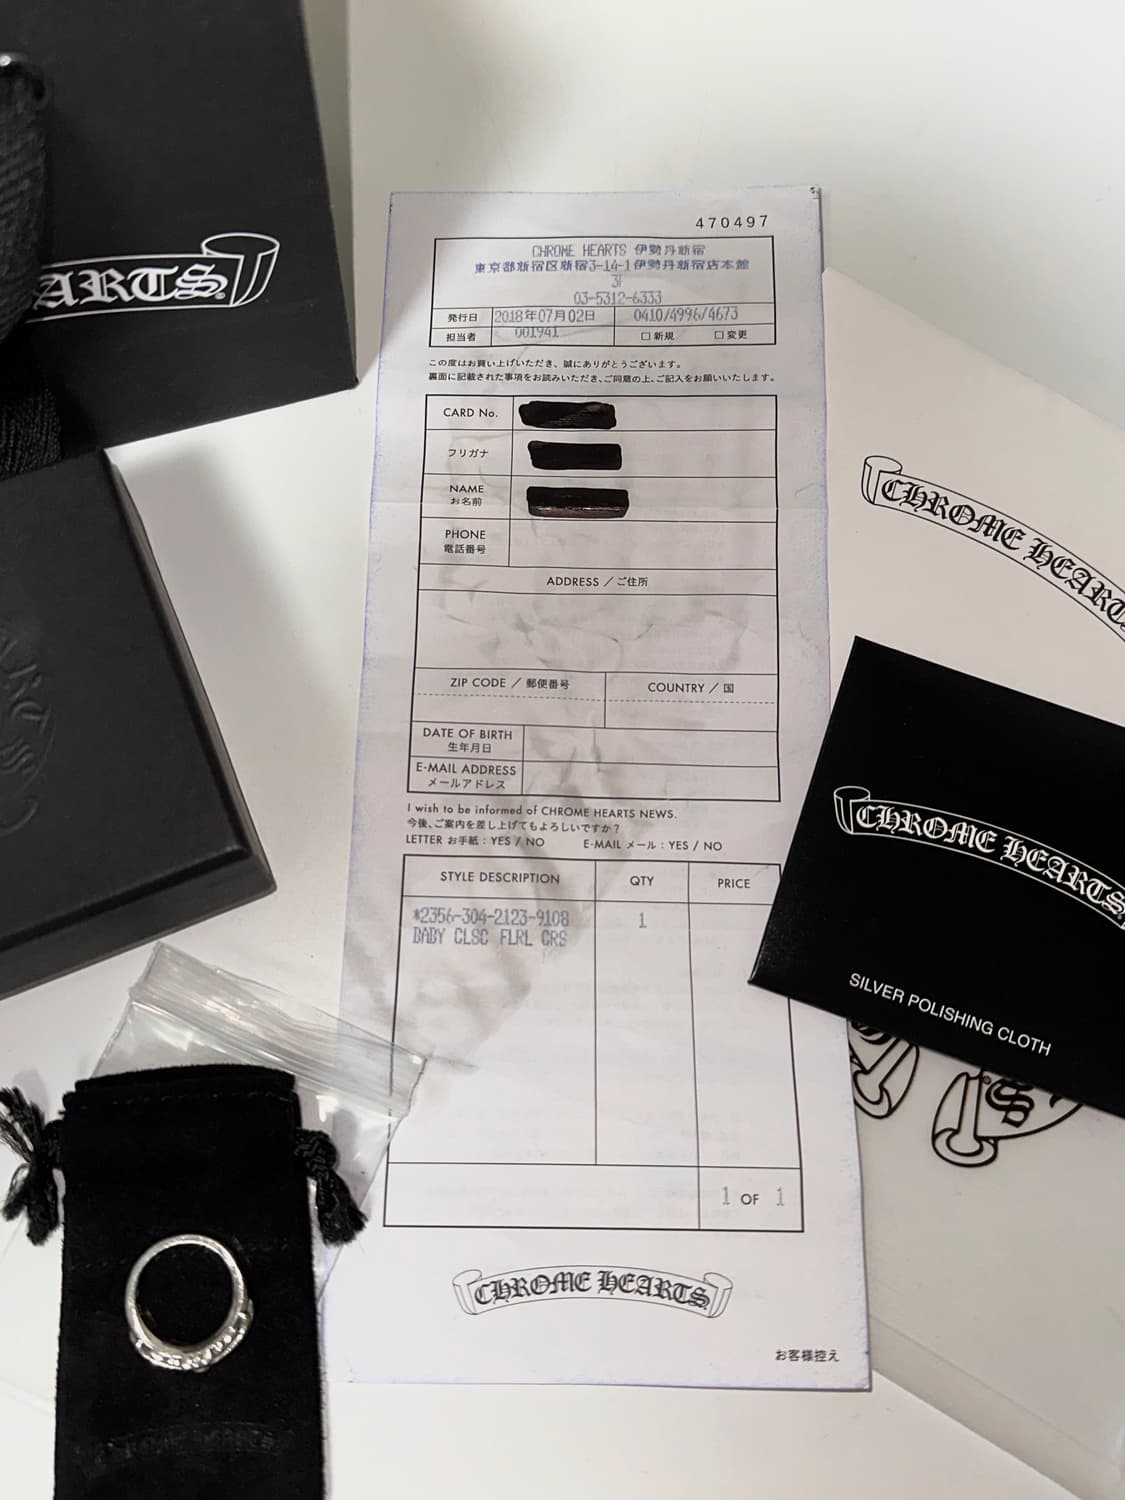 HEARTS
470497
CHROME HEARTS 伊勢丹新宿
東京都新宿区新宿3-14-1伊勢丹新宿店本館
3F
03-5312-6333
発行日 2018年07月02日 0410/4996/4673
担当者 001941 □ 新規 □ 変更
この度はお買い上げいただき、誠にありがとうございます。
裏面に記載された事項をお読みいただき、ご同意の上、ご記入をお願いいたします。
CARD No.
フリガナ
NAME
お名前
PHONE
電話番号
ADDRESS / ご住所
ZIP CODE / 郵便番号 COUNTRY / 国
DATE OF BIRTH
生年月日
E-MAIL ADDRESS
メールアドレス
I wish to be informed of CHROME HEARTS NEWS.
今後、ご案内を差し上げてもよろしいですか?
LETTER お手紙 : YES / NO E-MAIL メール : YES / NO
STYLE DESCRIPTION QTY PRICE
*2356-304-2123-9108 1
BABY CLSC FLRL CRS
1 OF 1
CHROME HEARTS
お客様控え
CHROME HEARTS
CHROME HEARTS
SILVER POLISHING CLOTH
CHROME HEARTS